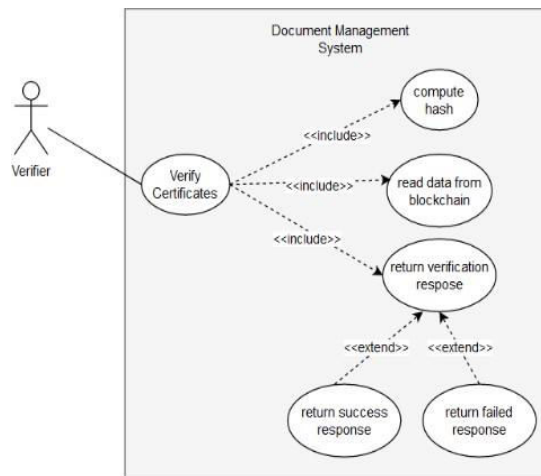 Document Management
System
compute
hash
<<include>>
Verifier
Verify
Certificates
<<include>>
read data from
blockchain
<<include>>
return verification
respose
<<extend>>
<<extend>>
return success
response
return failed
response